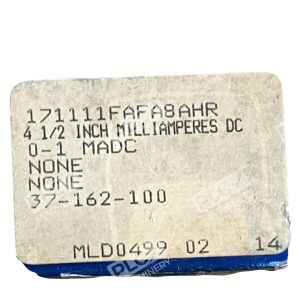 171111FAFA8AHR
4 1/2 INCH MILLIAMPERES DC
0-1 MADC
NONE
NONE
37-162-100
MLD0499 02 14